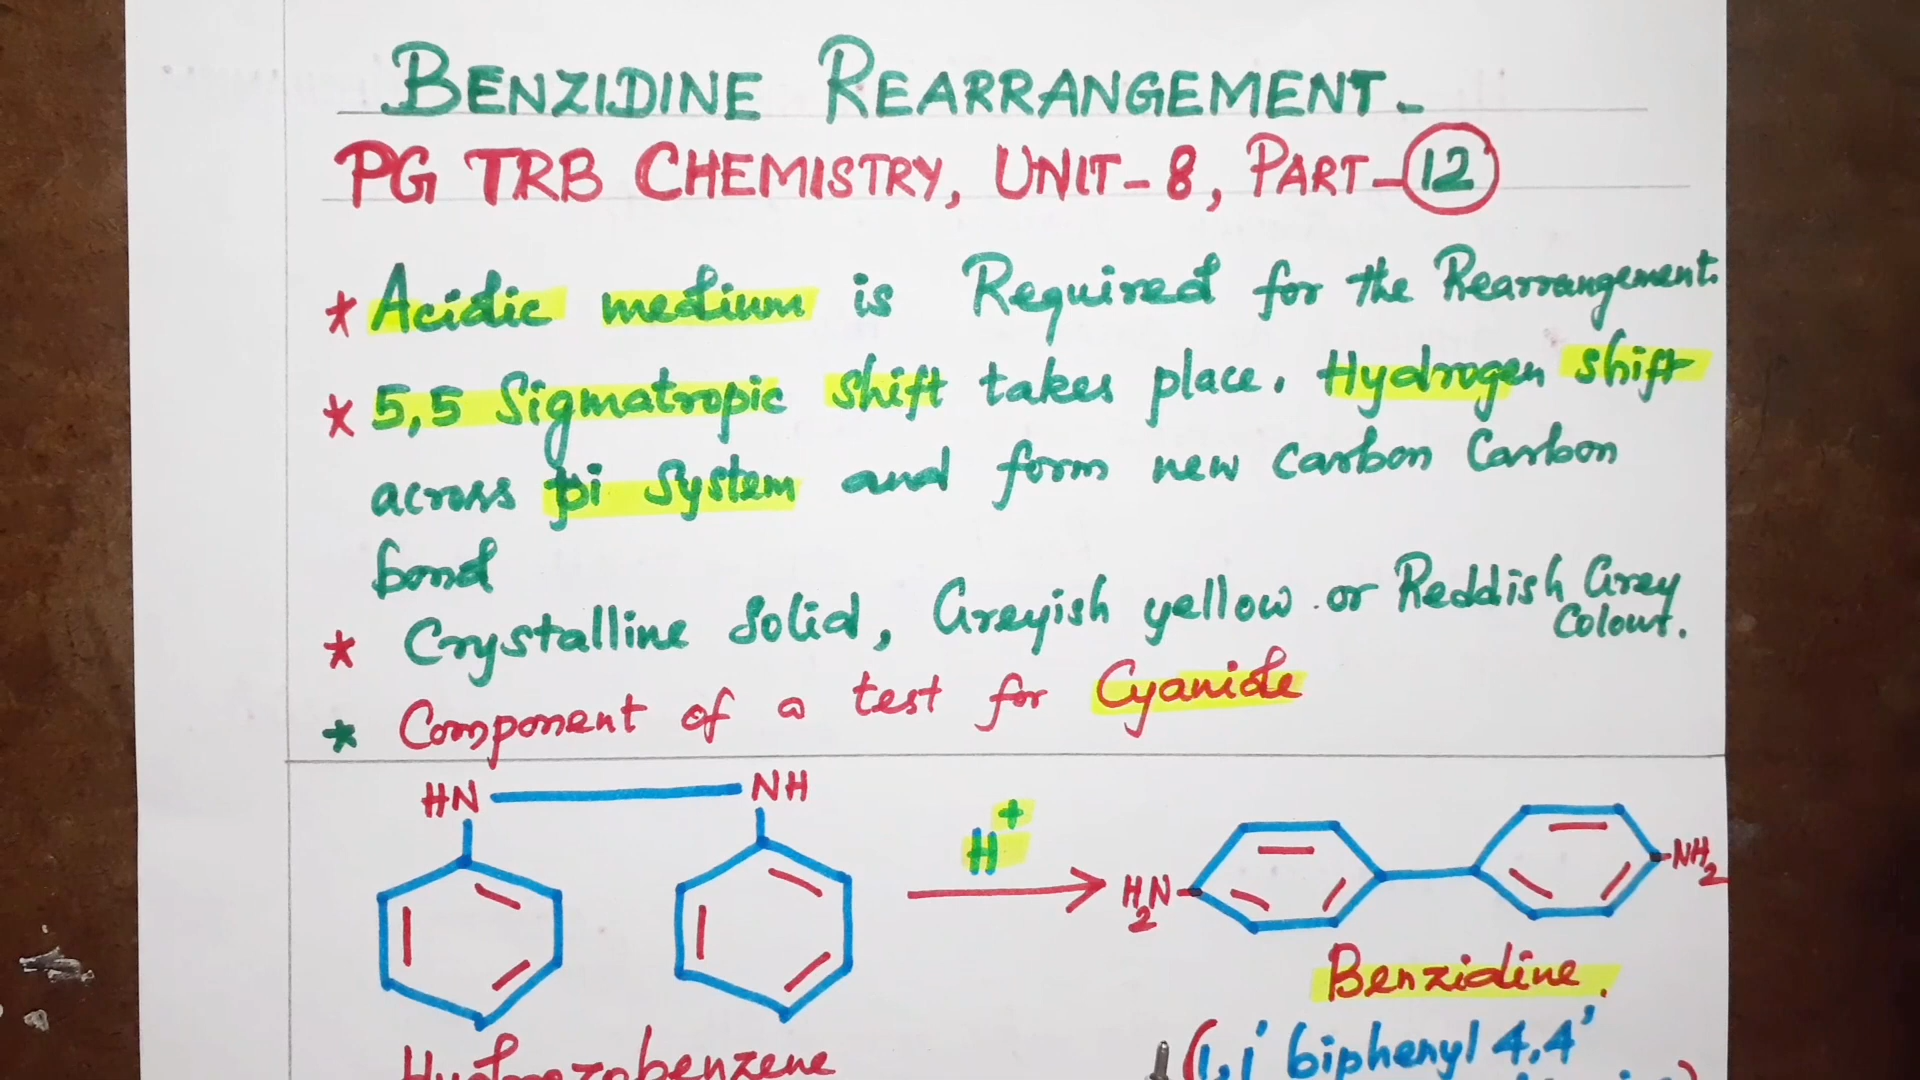 BENZIDINE REARRANGEMENT.
PG TRB CHEMISTRY, UNIT-8, PART-12
* Acidic medium is Required for the Rearrangement.
* 5,5 Sigmatropic shift takes place. Hydrogen shift
across pi System and form new carbon Carbon
bond
* Crystalline Solid, Greyish yellow or Reddish Grey
Colour.
* Component of a test for Cyanide
HN NH
H+
H2N NH2
Benzidine.
Hydrazobenzene
(1,1' biphenyl 4,4'